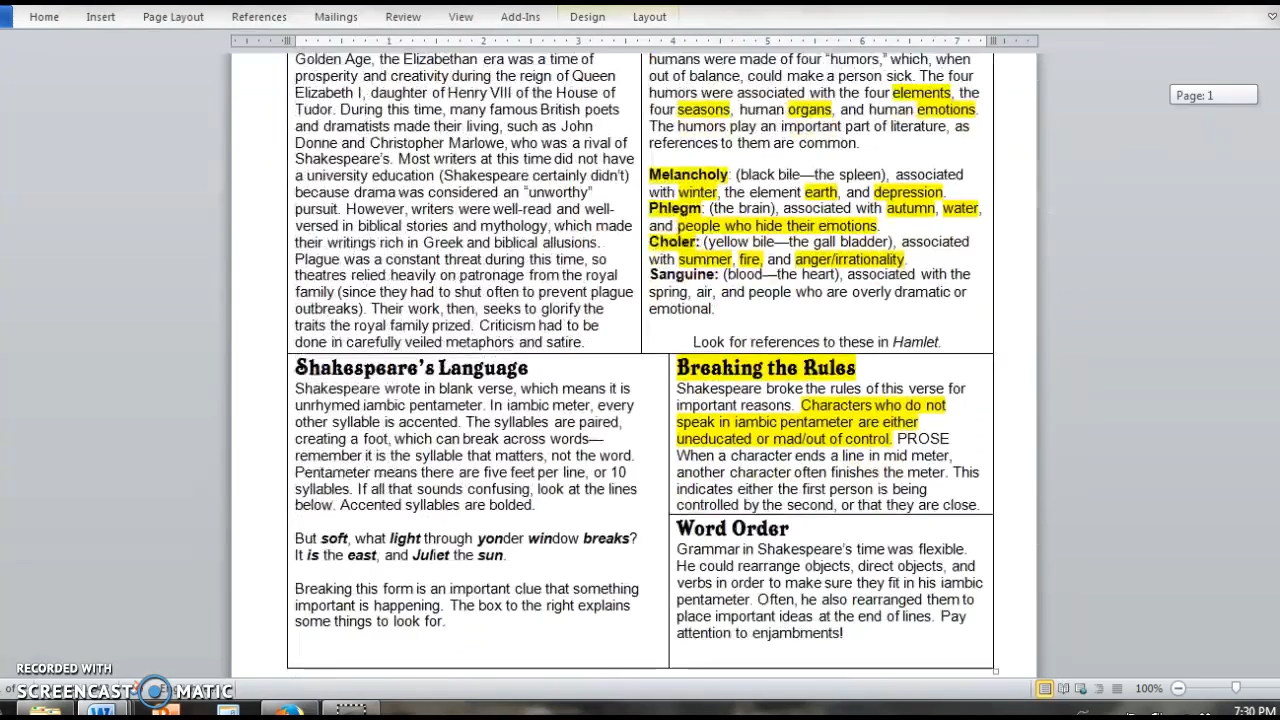 Home Insert Page Layout References Mailings Review View Add-Ins Design Layout
1 2 3 4 5 6 7
Page: 1
Golden Age, the Elizabethan era was a time of
prosperity and creativity during the reign of Queen
Elizabeth I, daughter of Henry VIII of the House of
Tudor. During this time, many famous British poets
and dramatists made their living, such as John
Donne and Christopher Marlowe, who was a rival of
Shakespeare's. Most writers at this time did not have
a university education (Shakespeare certainly didn't)
because drama was considered an "unworthy"
pursuit. However, writers were well-read and well-
versed in biblical stories and mythology, which made
their writings rich in Greek and biblical allusions.
Plague was a constant threat during this time, so
theatres relied heavily on patronage from the royal
family (since they had to shut often to prevent plague
outbreaks). Their work, then, seeks to glorify the
traits the royal family prized. Criticism had to be
done in carefully veiled metaphors and satire.
humans were made of four "humors," which, when
out of balance, could make a person sick. The four
humors were associated with the four elements, the
four seasons, human organs, and human emotions.
The humors play an important part of literature, as
references to them are common.
Melancholy: (black bile—the spleen), associated
with winter, the element earth, and depression.
Phlegm: (the brain), associated with autumn, water,
and people who hide their emotions.
Choler: (yellow bile—the gall bladder), associated
with summer, fire, and anger/irrationality.
Sanguine: (blood—the heart), associated with the
spring, air, and people who are overly dramatic or
emotional.
Look for references to these in Hamlet.
Shakespeare's Language
Shakespeare wrote in blank verse, which means it is
unrhymed iambic pentameter. In iambic meter, every
other syllable is accented. The syllables are paired,
creating a foot, which can break across words—
remember it is the syllable that matters, not the word.
Pentameter means there are five feet per line, or 10
syllables. If all that sounds confusing, look at the lines
below. Accented syllables are bolded.
But soft, what light through yonder window breaks?
It is the east, and Juliet the sun.
Breaking this form is an important clue that something
important is happening. The box to the right explains
some things to look for.
Breaking the Rules
Shakespeare broke the rules of this verse for
important reasons. Characters who do not
speak in iambic pentameter are either
uneducated or mad/out of control. PROSE
When a character ends a line in mid meter,
another character often finishes the meter. This
indicates either the first person is being
controlled by the second, or that they are close.
Word Order
Grammar in Shakespeare's time was flexible.
He could rearrange objects, direct objects, and
verbs in order to make sure they fit in his iambic
pentameter. Often, he also rearranged them to
place important ideas at the end of lines. Pay
attention to enjambments!
RECORDED WITH
SCREENCAST MATIC
100%
7:30 PM